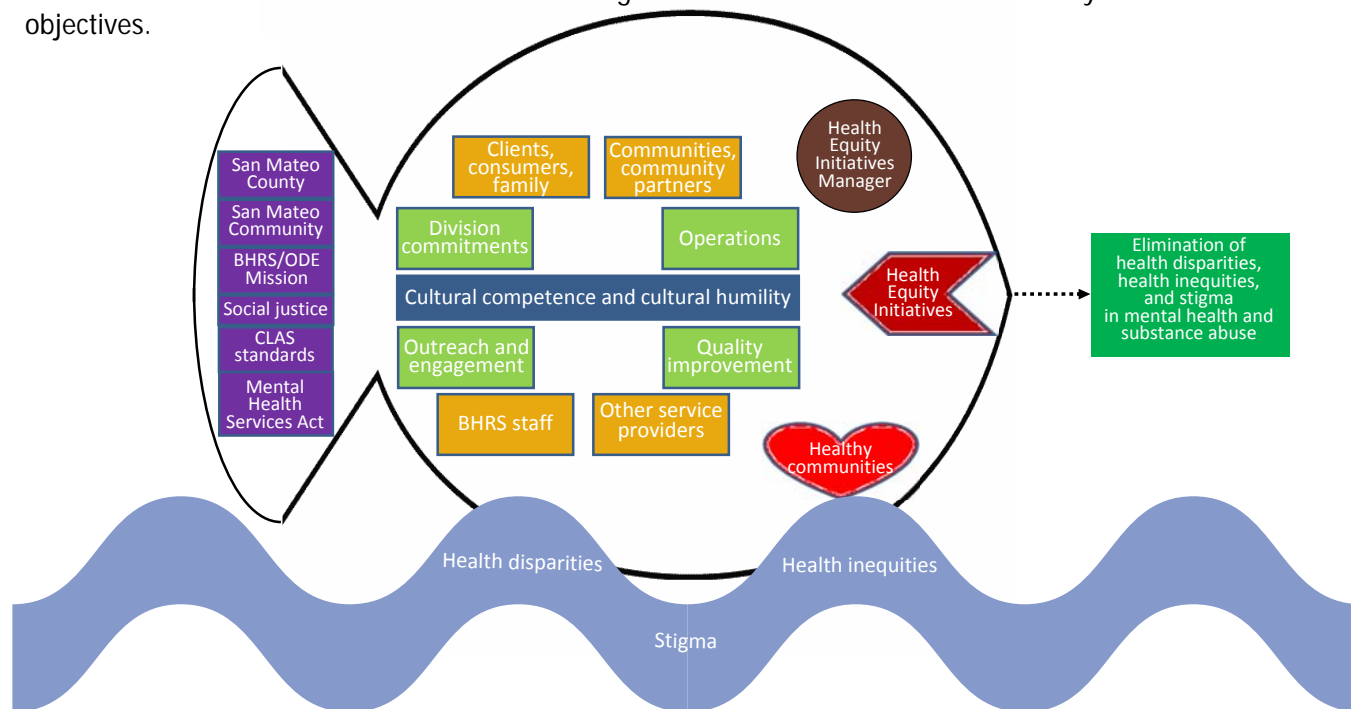 objectives.
San Mateo
County
San Mateo
Community
BHRS/ODE
Mission
Social justice
CLAS
standards
Mental
Health
Services Act
Clients,
consumers,
family
Communities,
community
partners
Division
commitments
Operations
Cultural competence and cultural humility
Outreach and
engagement
Quality
improvement
BHRS staff
Other service
providers
Health
Equity
Initiatives
Manager
Health
Equity
Initiatives
Healthy
communities
Elimination of
health disparities,
health inequities,
and stigma
in mental health and
substance abuse
Health disparities
Health inequities
Stigma